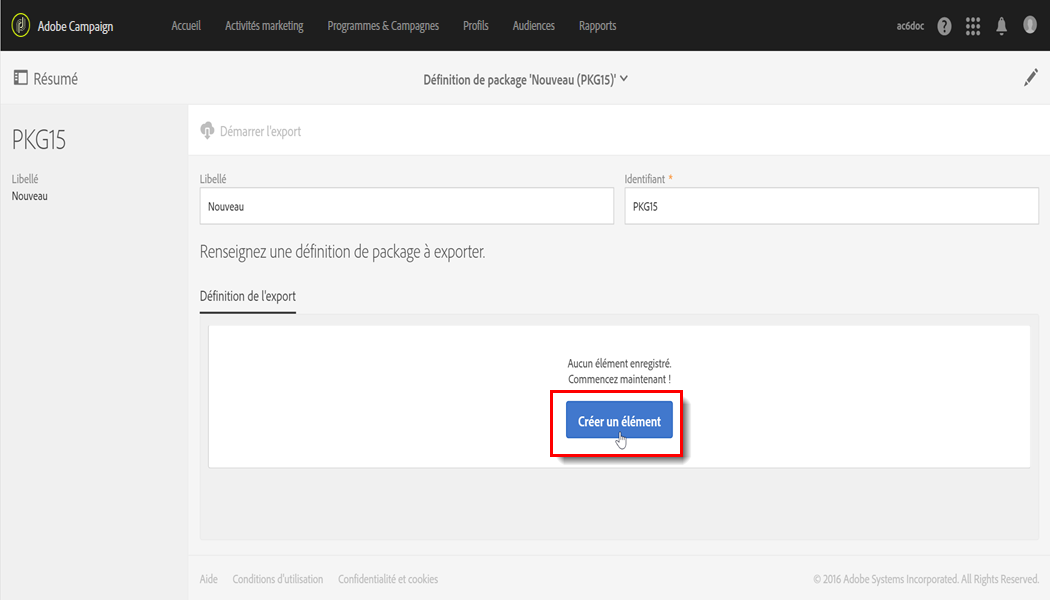 Adobe Campaign
Accueil
Activités marketing
Programmes & Campagnes
Profils
Audiences
Rapports
ac6doc
?
Résumé
Définition de package 'Nouveau (PKG15)'
PKG15
Libellé
Nouveau
Démarrer l'export
Libellé
Identifiant *
Nouveau
PKG15
Renseignez une définition de package à exporter.
Définition de l'export
Aucun élément enregistré.
Commencez maintenant !
Créer un élément
Aide
Conditions d'utilisation
Confidentialité et cookies
© 2016 Adobe Systems Incorporated. All Rights Reserved.